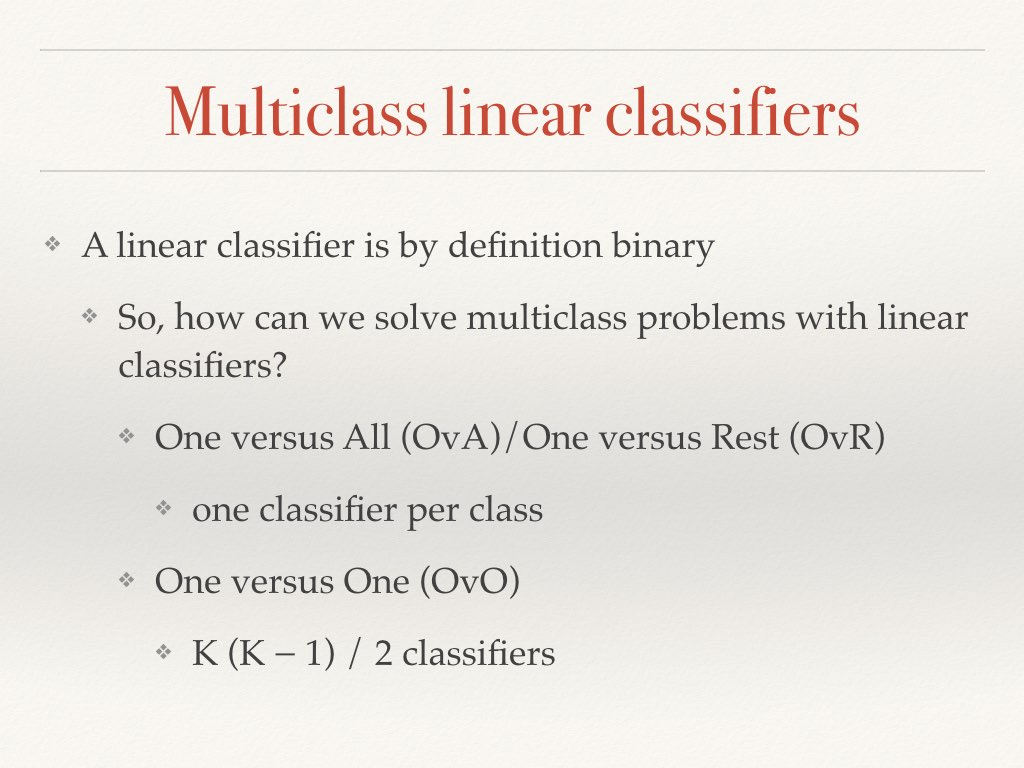 Multiclass linear classifiers
❖ A linear classifier is by definition binary
❖ So, how can we solve multiclass problems with linear
classifiers?
❖ One versus All (OvA)/One versus Rest (OvR)
❖ one classifier per class
❖ One versus One (OvO)
❖ K (K – 1) / 2 classifiers